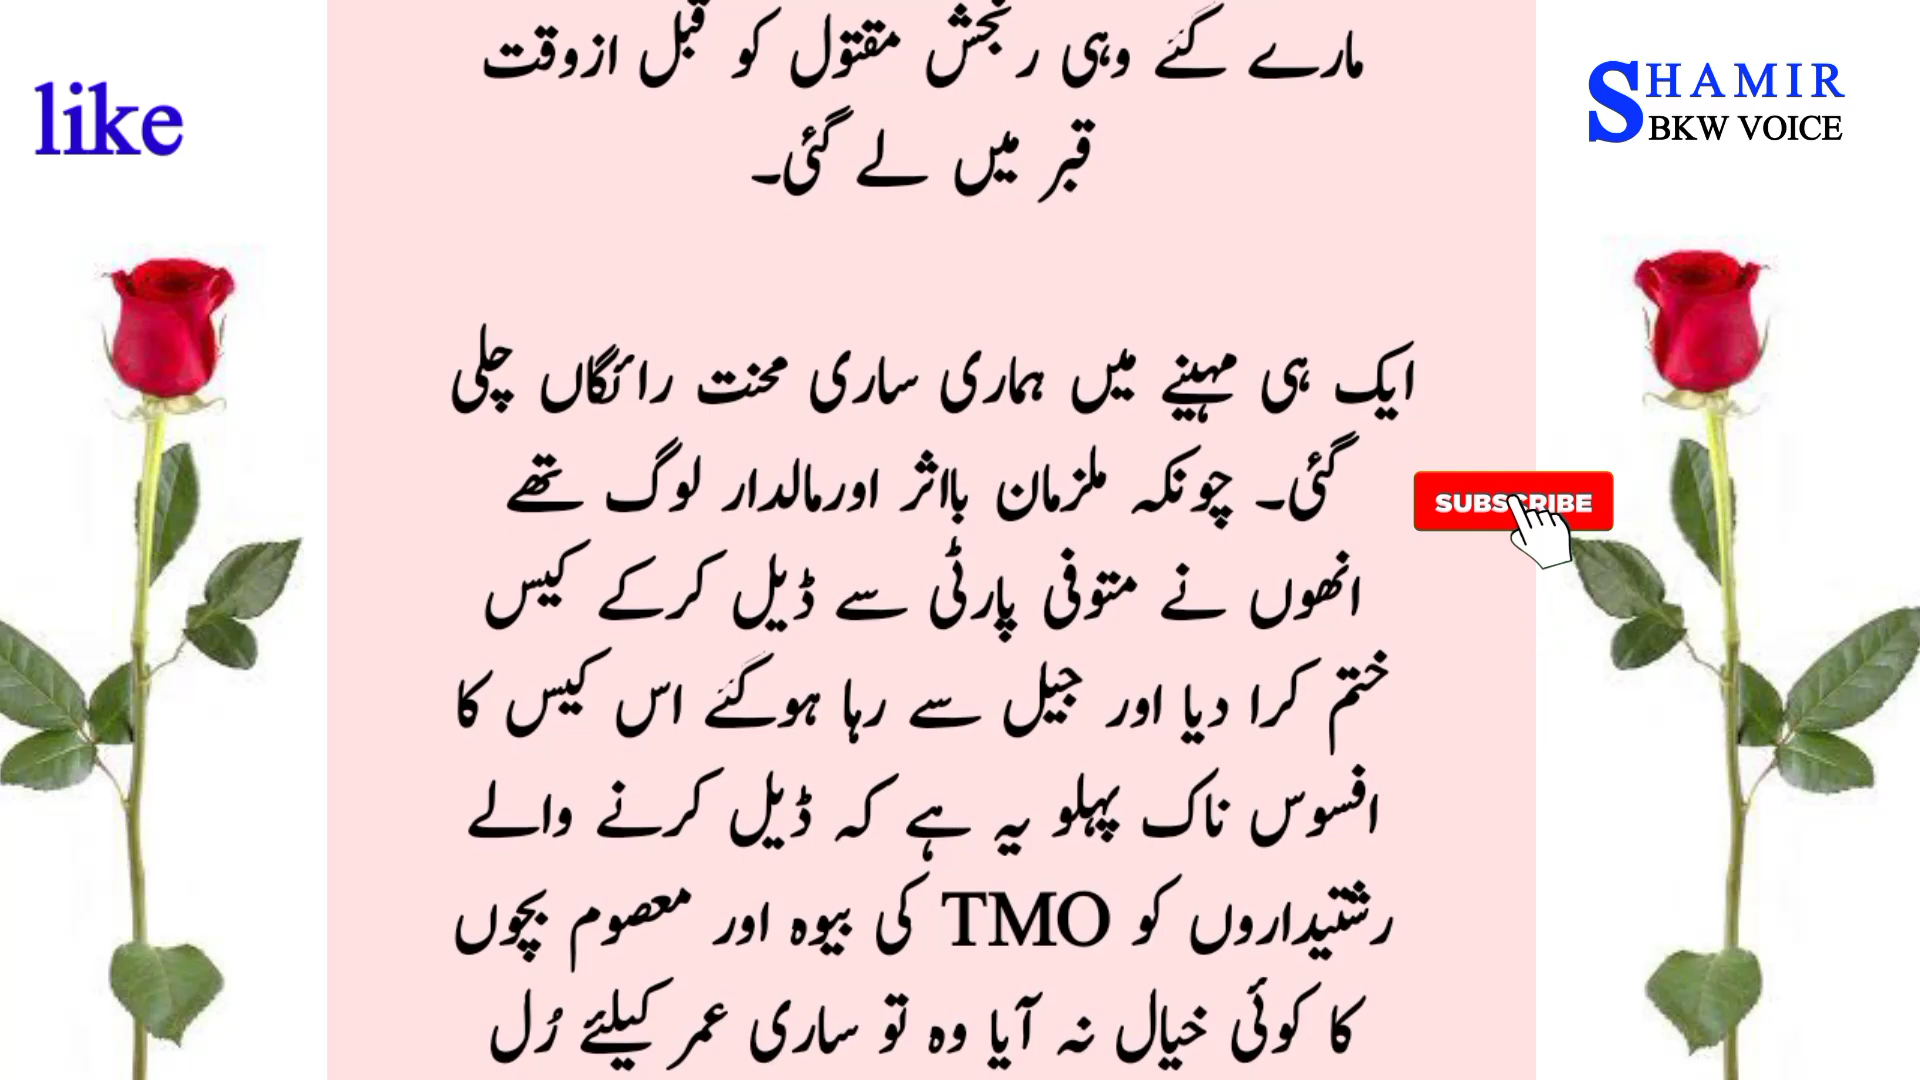 like
SHAMIR
BKW VOICE
مارے گئے وہی رنجش مقتول کو قبل ازوقت
قبر میں لے گئی۔
ایک ہی مہینے میں ہماری ساری محنت رائگاں چلی
گئی۔ چونکہ ملزمان بااثر اورمالدار لوگ تھے
انھوں نے متوفی پارٹی سے ڈیل کرکے کیس
ختم کرا دیا اور جیل سے رہا ہوگئے اس کیس کا
افسوس ناک پہلو یہ ہے کہ ڈیل کرنے والے
رشتیداروں کو TMO کی بیوہ اور معصوم بچوں
کا کوئی خیال نہ آیا وہ تو ساری عمر کیلئے رُل
SUBSCRIBE